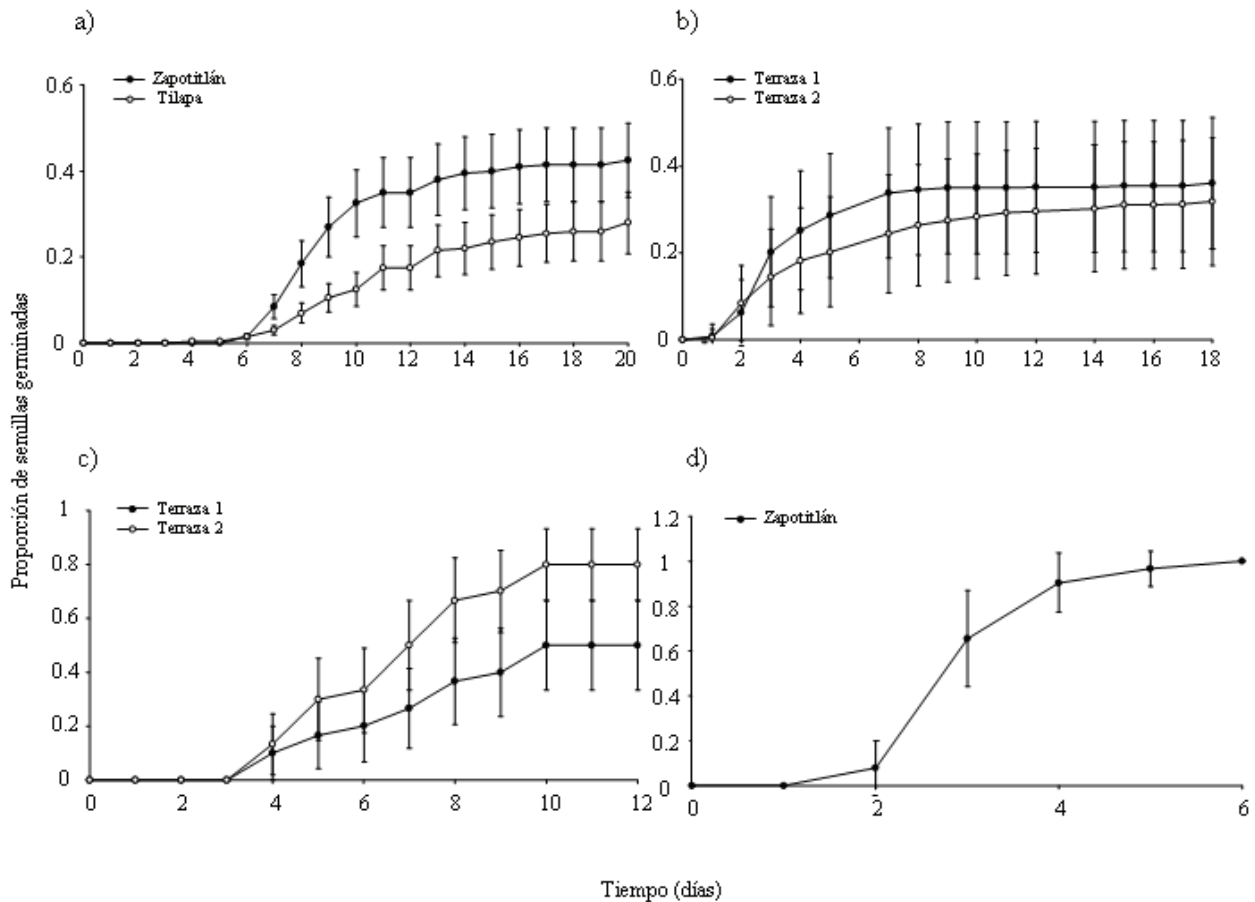 a)
Zapotitlán
Tilapa
0.6
0.4
0.2
0
0 2 4 6 8 10 12 14 16 18 20
b)
Terraza 1
Terraza 2
0.6
0.4
0.2
0
0 2 4 6 8 10 12 14 16 18
Proporción de semillas germinadas
c)
Terraza 1
Terraza 2
1
0.8
0.6
0.4
0.2
0
0 2 4 6 8 10 12
d)
Zapotitlán
1.2
1
0.8
0.6
0.4
0.2
0
0 2 4 6
Tiempo (días)